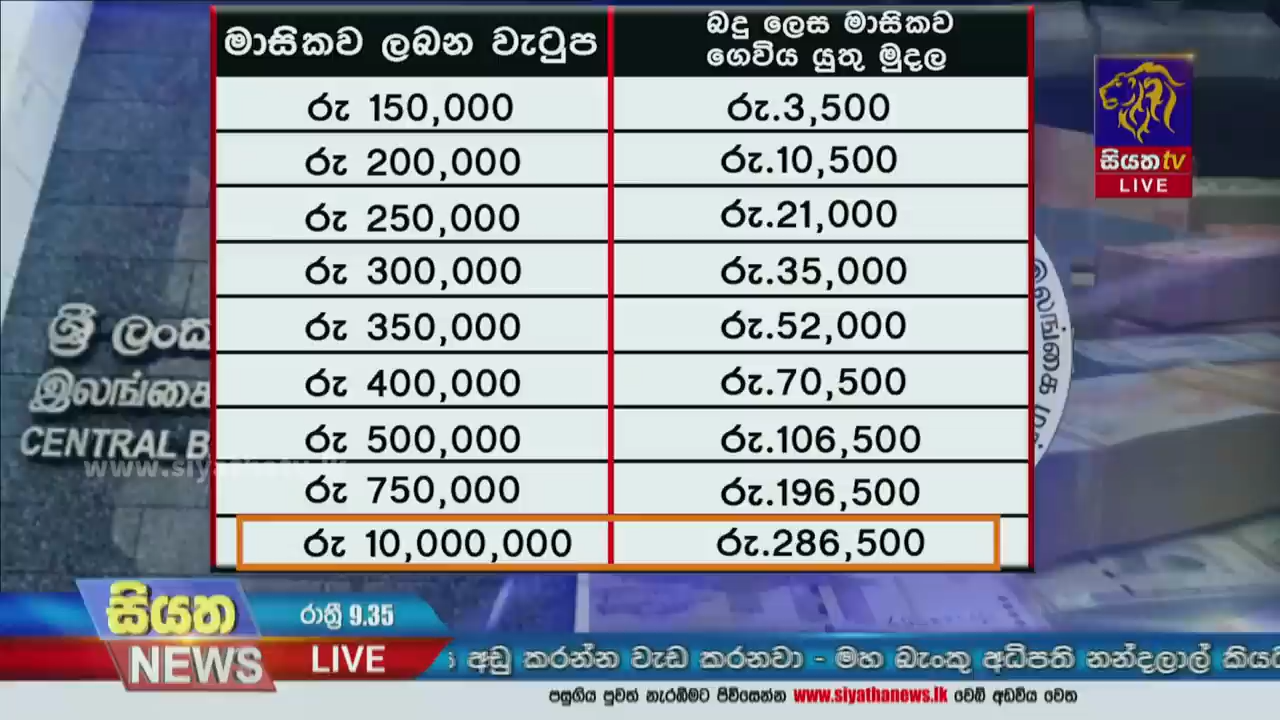 මාසිකව ලබන වැටුප
බදු ලෙස මාසිකව
ගෙවිය යුතු මුදල
රු 150,000 රු.3,500
රු 200,000 රු.10,500
රු 250,000 රු.21,000
රු 300,000 රු.35,000
රු 350,000 රු.52,000
රු 400,000 රු.70,500
රු 500,000 රු.106,500
රු 750,000 රු.196,500
රු 10,000,000 රු.286,500
සියත tv
LIVE
ශ්‍රී ලංක
இலங்கை
CENTRAL B
www.siyathatv.lk
இலங்கை
සියත
NEWS
රාත්‍රී 9.35
LIVE
අඩු කරන්න වැඩ කරනවා - මහ බැංකු අධිපති නන්දලාල් කිය
පසුගිය පුවත් නැරඹීමට පිවිසෙන්න www.siyathanews.lk වෙබ් අඩවිය වෙත